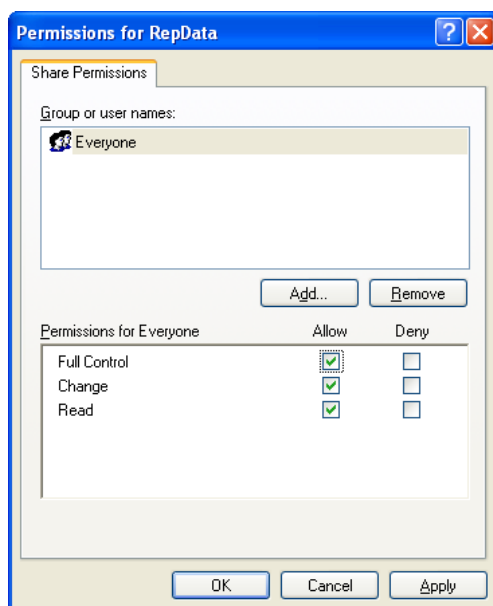 Permissions for RepData
Share Permissions
Group or user names:
Everyone
Add... Remove
Permissions for Everyone Allow Deny
Full Control
Change
Read
OK Cancel Apply